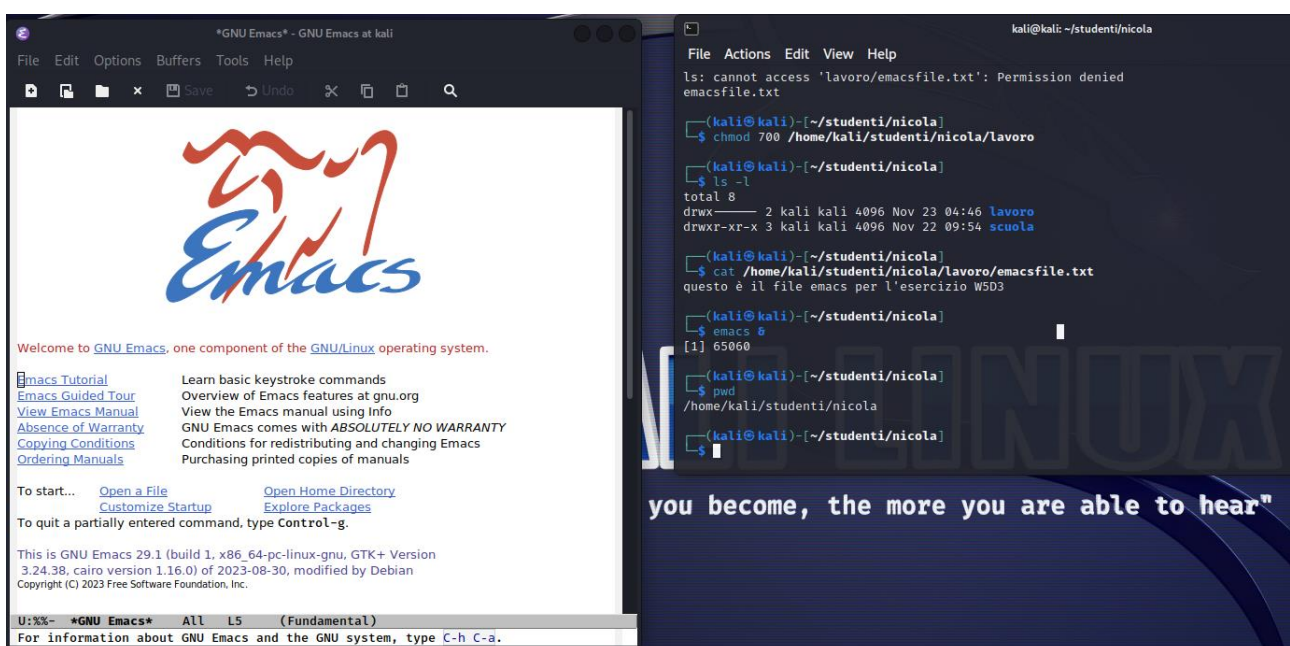 *GNU Emacs* - GNU Emacs at kali
File Edit Options Buffers Tools Help
Save Undo
Emacs
Welcome to GNU Emacs, one component of the GNU/Linux operating system.
Emacs Tutorial Learn basic keystroke commands
Emacs Guided Tour Overview of Emacs features at gnu.org
View Emacs Manual View the Emacs manual using Info
Absence of Warranty GNU Emacs comes with ABSOLUTELY NO WARRANTY
Copying Conditions Conditions for redistributing and changing Emacs
Ordering Manuals Purchasing printed copies of manuals
To start... Open a File Open Home Directory
Customize Startup Explore Packages
To quit a partially entered command, type Control-g.
This is GNU Emacs 29.1 (build 1, x86_64-pc-linux-gnu, GTK+ Version
3.24.38, cairo version 1.16.0) of 2023-08-30, modified by Debian
Copyright (C) 2023 Free Software Foundation, Inc.
U:%%- *GNU Emacs* All L5 (Fundamental)
For information about GNU Emacs and the GNU system, type C-h C-a.
kali@kali: ~/studenti/nicola
File Actions Edit View Help
ls: cannot access 'lavoro/emacsfile.txt': Permission denied
emacsfile.txt
┌──(kali㉿kali)-[~/studenti/nicola]
└─$ chmod 700 /home/kali/studenti/nicola/lavoro
┌──(kali㉿kali)-[~/studenti/nicola]
└─$ ls -l
total 8
drwx------ 2 kali kali 4096 Nov 23 04:46 lavoro
drwxr-xr-x 3 kali kali 4096 Nov 22 09:54 scuola
┌──(kali㉿kali)-[~/studenti/nicola]
└─$ cat /home/kali/studenti/nicola/lavoro/emacsfile.txt
questo è il file emacs per l'esercizio W5D3
┌──(kali㉿kali)-[~/studenti/nicola]
└─$ emacs &
[1] 65060
┌──(kali㉿kali)-[~/studenti/nicola]
└─$ pwd
/home/kali/studenti/nicola
┌──(kali㉿kali)-[~/studenti/nicola]
└─$
KALI LINUX
you become, the more you are able to hear"